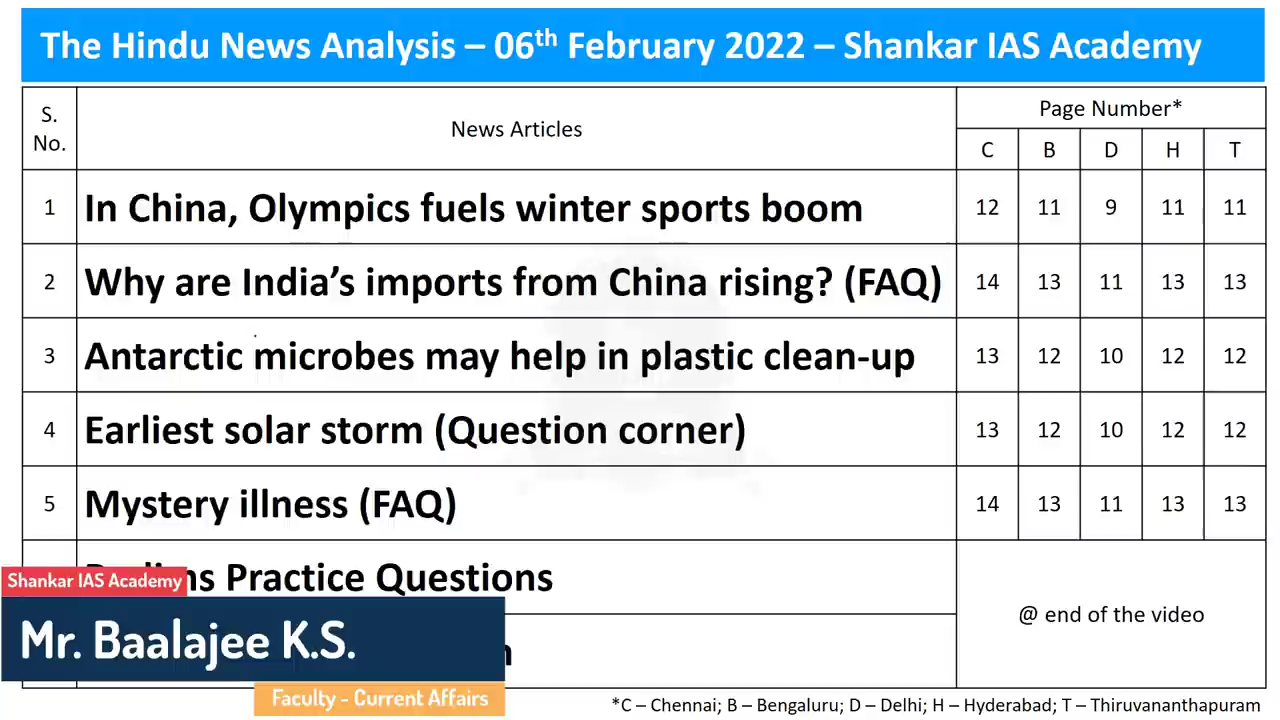 The Hindu News Analysis – 06th February 2022 – Shankar IAS Academy
S. No. News Articles Page Number*
C B D H T
1 In China, Olympics fuels winter sports boom 12 11 9 11 11
2 Why are India's imports from China rising? (FAQ) 14 13 11 13 13
3 Antarctic microbes may help in plastic clean-up 13 12 10 12 12
4 Earliest solar storm (Question corner) 13 12 10 12 12
5 Mystery illness (FAQ) 14 13 11 13 13
Practice Questions
@ end of the video
Shankar IAS Academy
Mr. Baalajee K.S.
Faculty - Current Affairs
*C – Chennai; B – Bengaluru; D – Delhi; H – Hyderabad; T – Thiruvananthapuram